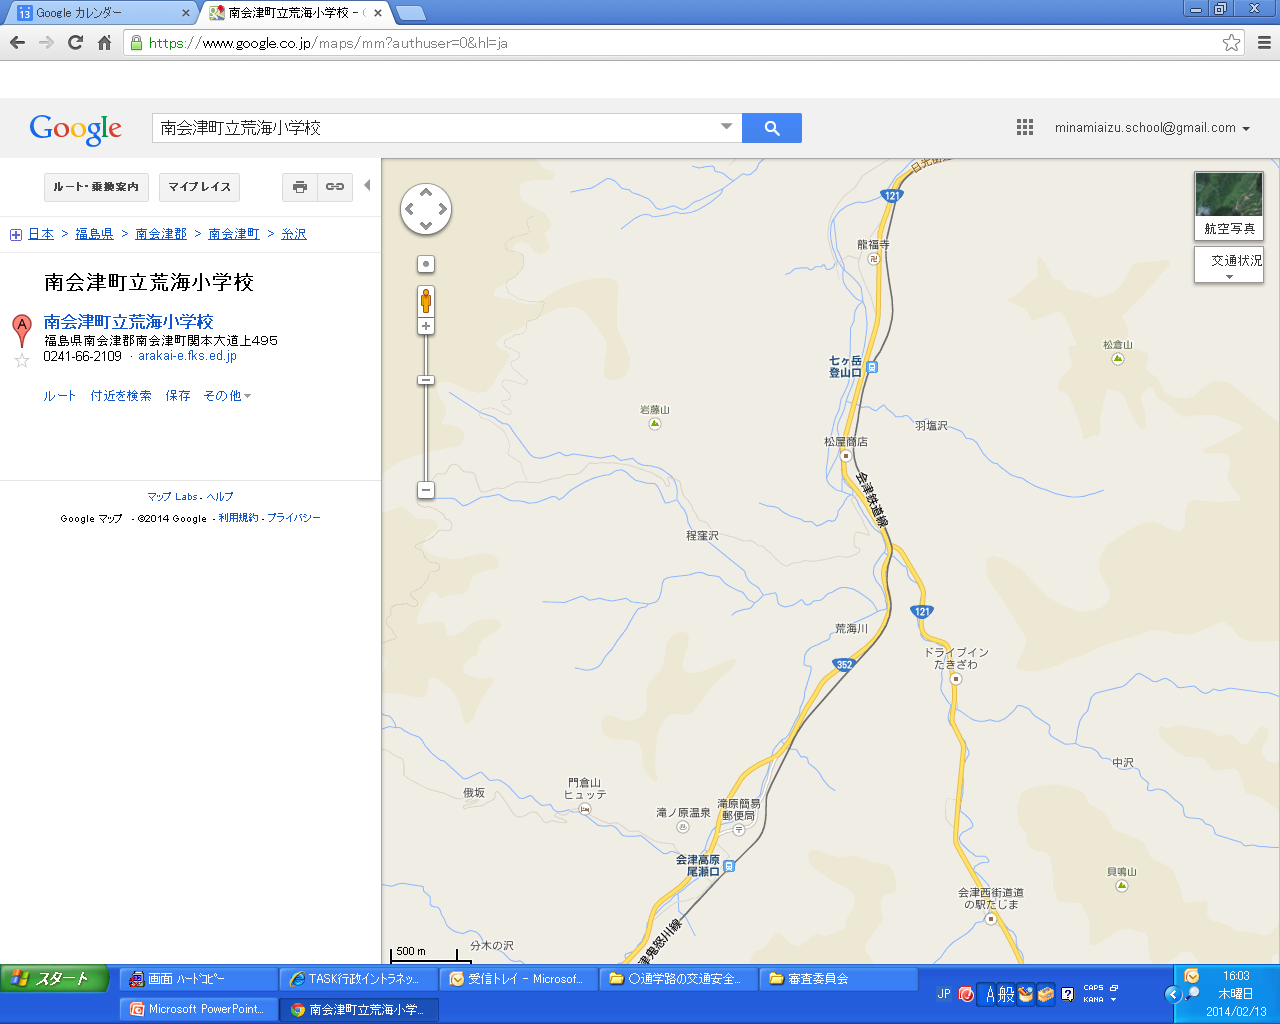 13 Google カレンダー
南会津町立荒海小学校 -
https://www.google.co.jp/maps/mm?authuser=0&hl=ja
Google
南会津町立荒海小学校
minamiaizu.school@gmail.com
ルート・乗換案内
マイプレイス
日本 > 福島県 > 南会津郡 > 南会津町 > 糸沢
南会津町立荒海小学校
A
南会津町立荒海小学校
福島県南会津郡南会津町関本大道上495
0241-66-2109 · arakai-e.fks.ed.jp
ルート 付近を検索 保存 その他
マップ Labs - ヘルプ
Google マップ - ©2014 Google - 利用規約 - プライバシー
121
航空写真
交通状況
龍福寺
松倉山
七ヶ岳
登山口
岩藤山
羽塩沢
松屋商店
会津鉄道線
程窪沢
121
荒海川
352
ドライブイン
たきざわ
中沢
門倉山
ヒュッテ
俄坂
滝ノ原温泉
滝原簡易
郵便局
会津高原
尾瀬口
貝鳴山
会津西街道道
の駅たじま
分木の沢
津鬼怒川線
500 m
スタート
画面 ハードコピー
TASK行政イントラネッ...
受信トレイ - Microsof...
〇通学路の交通安全...
審査委員会
Microsoft PowerPoint...
南会津町立荒海小学...
JP
A 般
CAPS
KANA
16:03
木曜日
2014/02/13